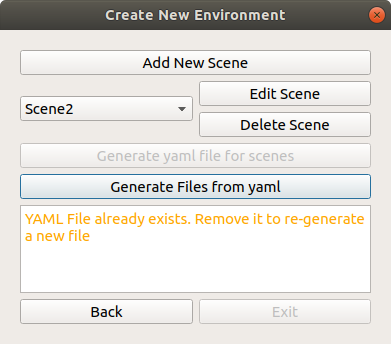 Create New Environment
Add New Scene
Scene2
Edit Scene
Delete Scene
Generate yaml file for scenes
Generate Files from yaml
YAML File already exists. Remove it to re-generate
a new file
Back
Exit